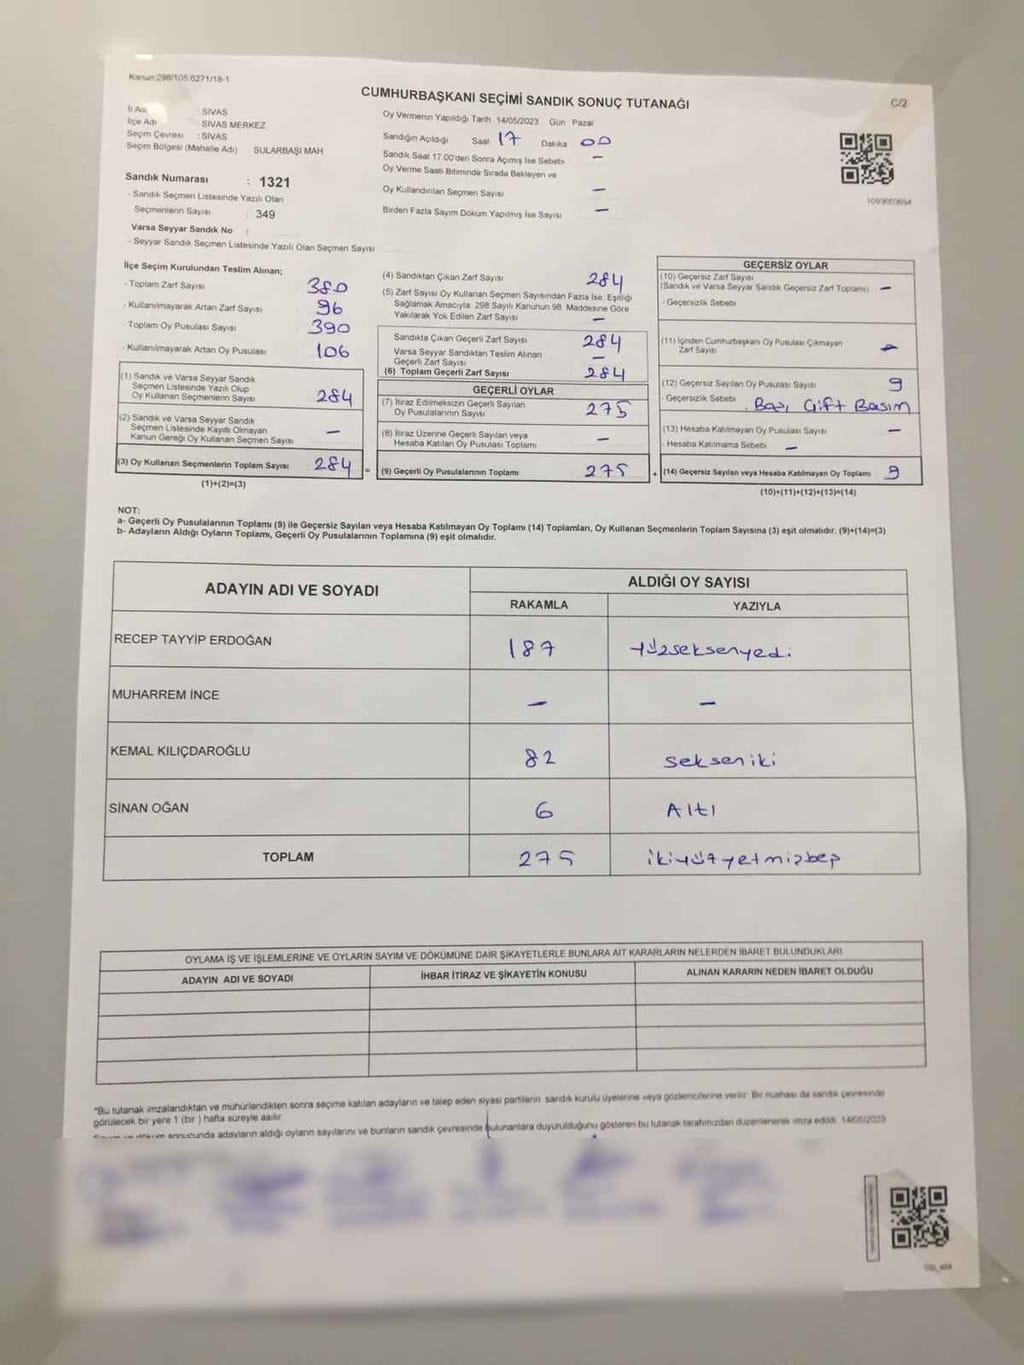 Kanun:298/105 6271/18-1
CUMHURBAŞKANI SEÇİMİ SANDIK SONUÇ TUTANAĞI
C/2
İl Adı : SİVAS
İlçe Adı : SİVAS MERKEZ
Seçim Çevresi : SİVAS
Seçim Bölgesi (Mahalle Adı) SULARBAŞI MAH
Sandık Numarası : 1321
- Sandık Seçmen Listesinde Yazılı Olan
Seçmenlerin Sayısı : 349
Varsa Seyyar Sandık No :
- Seyyar Sandık Seçmen Listesinde Yazılı Olan Seçmen Sayısı
Oy Vermenin Yapıldığı Tarih 14/05/2023 Gün Pazar
Sandığın Açıldığı Saat 17 Dakika 00
Sandık Saat 17.00'den Sonra Açılmış İse Sebebi —
Oy Verme Saati Bitiminde Sırada Bekleyen ve
Oy Kullandırılan Seçmen Sayısı —
Birden Fazla Sayım Döküm Yapılmış İse Sayısı —
İlçe Seçim Kurulundan Teslim Alınan;
- Toplam Zarf Sayısı 380
- Kullanılmayarak Artan Zarf Sayısı 96
- Toplam Oy Pusulası Sayısı 390
- Kullanılmayarak Artan Oy Pusulası 106
(1) Sandık ve Varsa Seyyar Sandık
Seçmen Listesinde Yazılı Olup
Oy Kullanan Seçmenlerin Sayısı 284
(2) Sandık ve Varsa Seyyar Sandık
Seçmen Listesinde Kayıtlı Olmayan
Kanun Gereği Oy Kullanan Seçmen Sayısı —
(3) Oy Kullanan Seçmenlerin Toplam Sayısı 284 =
(1)+(2)=(3)
(4) Sandıktan Çıkan Zarf Sayısı 284
(5) Zarf Sayısı Oy Kullanan Seçmen Sayısından Fazla İse, Eşitliği
Sağlamak Amacıyla, 298 Sayılı Kanunun 98. Maddesine Göre
Yakılarak Yok Edilen Zarf Sayısı —
Sandıkta Çıkan Geçerli Zarf Sayısı 284
Varsa Seyyar Sandıktan Teslim Alınan
Geçerli Zarf Sayısı —
(6) Toplam Geçerli Zarf Sayısı 284
GEÇERLİ OYLAR
(7) İtiraz Edilmeksizin Geçerli Sayılan
Oy Pusulalarının Sayısı 275
(8) İtiraz Üzerine Geçerli Sayılan veya
Hesaba Katılan Oy Pusulası Toplamı —
(9) Geçerli Oy Pusulalarının Toplamı 275 +
GEÇERSİZ OYLAR
(10) Geçersiz Zarf Sayısı
(Sandık ve Varsa Seyyar Sandık Geçersiz Zarf Toplamı) —
- Geçersizlik Sebebi
(11) İçinden Cumhurbaşkanı Oy Pusulası Çıkmayan
Zarf Sayısı —
(12) Geçersiz Sayılan Oy Pusulası Sayısı 9
- Geçersizlik Sebebi Boş, Çift Basım
(13) Hesaba Katılmayan Oy Pusulası Sayısı —
- Hesaba Katılmama Sebebi —
(14) Geçersiz Sayılan veya Hesaba Katılmayan Oy Toplamı 9
(10)+(11)+(12)+(13)=(14)
NOT:
a- Geçerli Oy Pusulalarının Toplamı (9) ile Geçersiz Sayılan veya Hesaba Katılmayan Oy Toplamı (14) Toplamları, Oy Kullanan Seçmenlerin Toplam Sayısına (3) eşit olmalıdır. (9)+(14)=(3)
b- Adayların Aldığı Oyların Toplamı, Geçerli Oy Pusulalarının Toplamına (9) eşit olmalıdır.
ADAYIN ADI VE SOYADI
ALDIĞI OY SAYISI
RAKAMLA YAZIYLA
RECEP TAYYİP ERDOĞAN 187 Yüzseksenyedi
MUHARREM İNCE — —
KEMAL KILIÇDAROĞLU 82 seksen iki
SİNAN OĞAN 6 Altı
TOPLAM 275 ikiyüzyetmişbeş
OYLAMA İŞ VE İŞLEMLERİNE VE OYLARIN SAYIM VE DÖKÜMÜNE DAİR ŞİKAYETLERLE BUNLARA AİT KARARLARIN NELERDEN İBARET BULUNDUKLARI
ADAYIN ADI VE SOYADI İHBAR İTİRAZ VE ŞİKAYETİN KONUSU ALINAN KARARIN NEDEN İBARET OLDUĞU
"Bu tutanak imzalandıktan ve mühürlendikten sonra seçime katılan adayların ve talep eden siyasi partilerin sandık kurulu üyelerine veya gözlemcilerine verilir. Bir nushası da sandık çevresinde
görülecek bir yere 1 (bir ) hafta süreyle asılır.
döküm sonucunda adayların aldığı oyların sayılarını ve bunların sandık çevresinde bulunanlara duyurulduğunu gösteren bu tutanak tarafımızdan düzenlenerek imza edildi. 14/05/2023